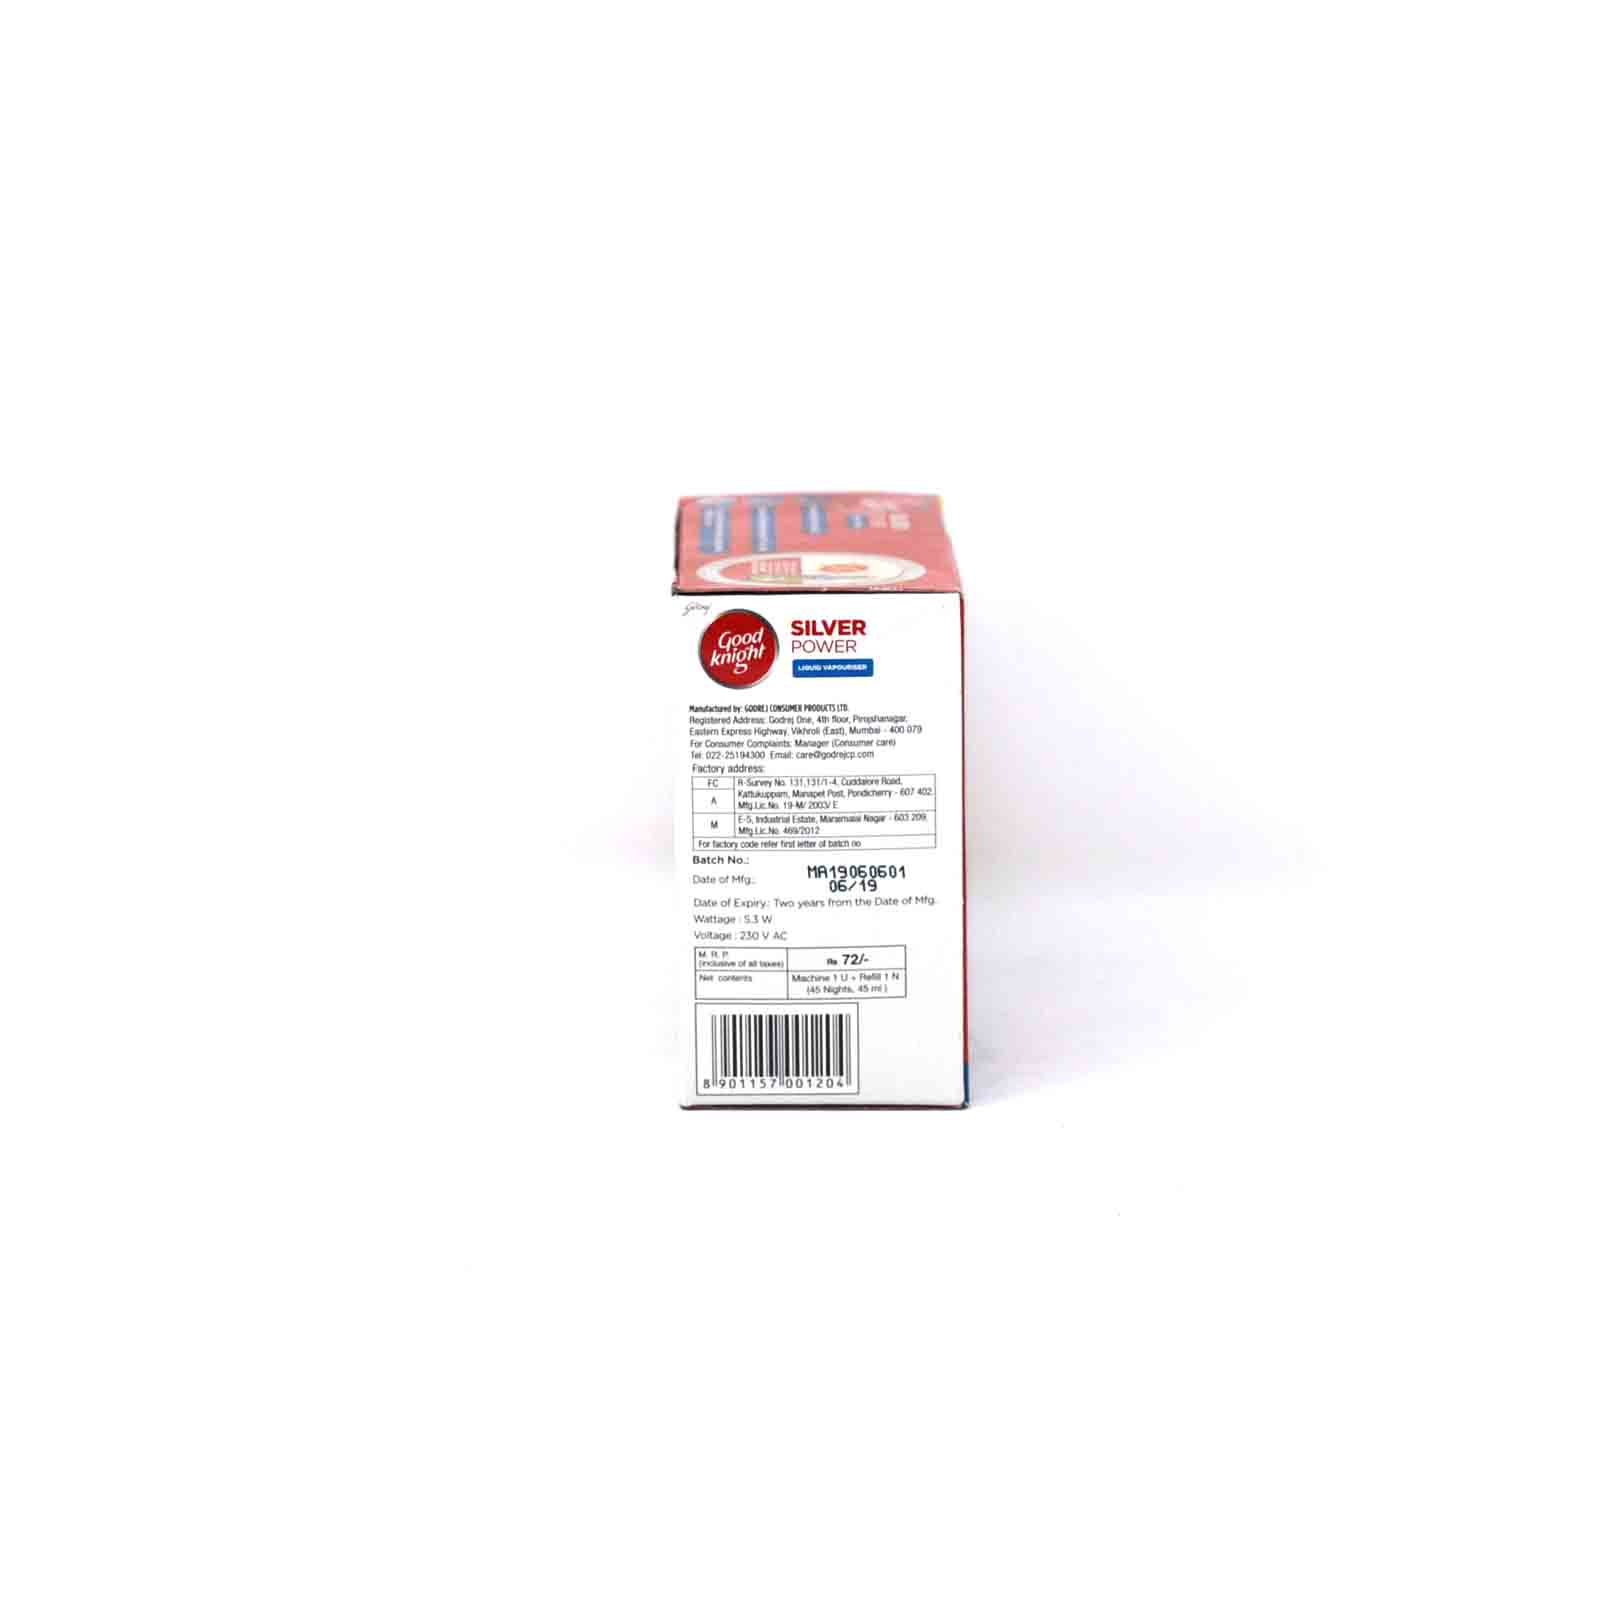 Godrej
Good
knight
SILVER
POWER
LIQUID VAPOURISER
Manufactured by: GODREJ CONSUMER PRODUCTS LTD.
Registered Address: Godrej One, 4th floor, Pirojshanagar,
Eastern Express Highway, Vikhroli (East), Mumbai - 400 079
For Consumer Complaints: Manager (Consumer care)
Tel: 022-25194300 Email: care@godrejcp.com
Factory address:
FC R-Survey No. 131,131/1-4, Cuddalore Road,
A Kattukuppam, Manapet Post, Pondicherry - 607 402.
Mfg.Lic.No. 19-M/ 2003/ E
M E-5, Industrial Estate, Maraimalai Nagar - 603 209,
Mfg.Lic.No. 469/2012
For factory code refer first letter of batch no
Batch No.: MA19060601
Date of Mfg.: 06/19
Date of Expiry.: Two years from the Date of Mfg.
Wattage : 5.3 W
Voltage : 230 V AC
M. R. P.
(inclusive of all taxes) Rs 72/-
Net contents Machine 1 U + Refill 1 N
(45 Nights, 45 ml )
8 901157 001204